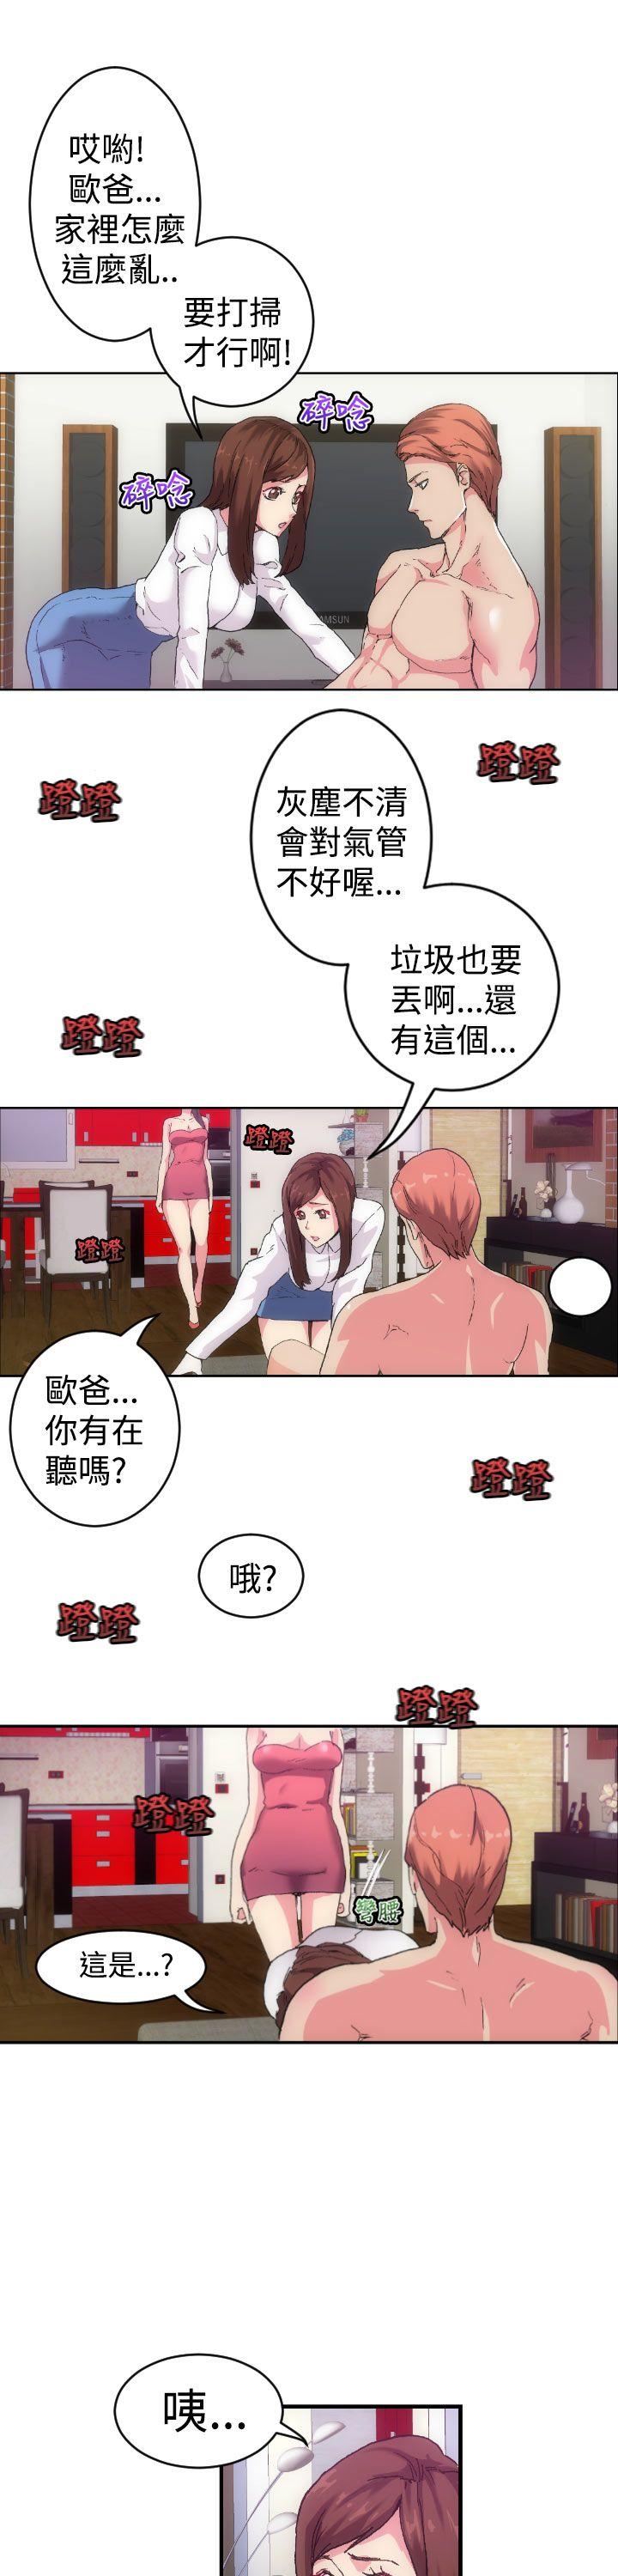 哎喲!
歐爸...
家裡怎麼
這麼亂..
要打掃
才行啊!
碎唸
碎唸
AMSUN
蹬蹬
蹬蹬
灰塵不清
會對氣管
不好喔...
垃圾也要
丟啊...還
有這個...
蹬蹬
蹬蹬
蹬蹬
歐爸...
你有在
聽嗎?
蹬蹬
哦?
蹬蹬
蹬蹬
蹬蹬
彎腰
這是...?
咦...